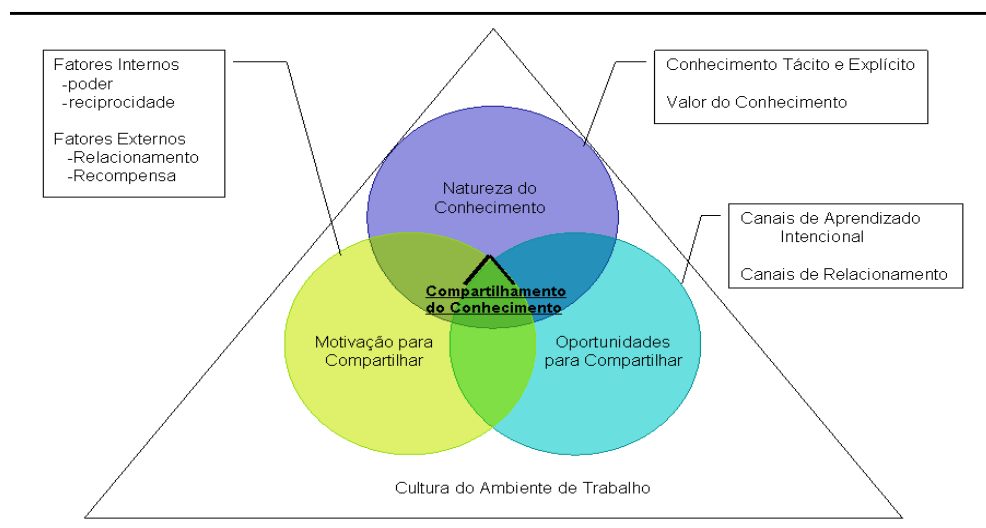 Fatores Internos
-poder
-reciprocidade
Fatores Externos
-Relacionamento
-Recompensa
Conhecimento Tácito e Explícito
Valor do Conhecimento
Natureza do
Conhecimento
Canais de Aprendizado
Intencional
Canais de Relacionamento
Compartilhamento
do Conhecimento
Motivação para
Compartilhar
Oportunidades
para Compartilhar
Cultura do Ambiente de Trabalho